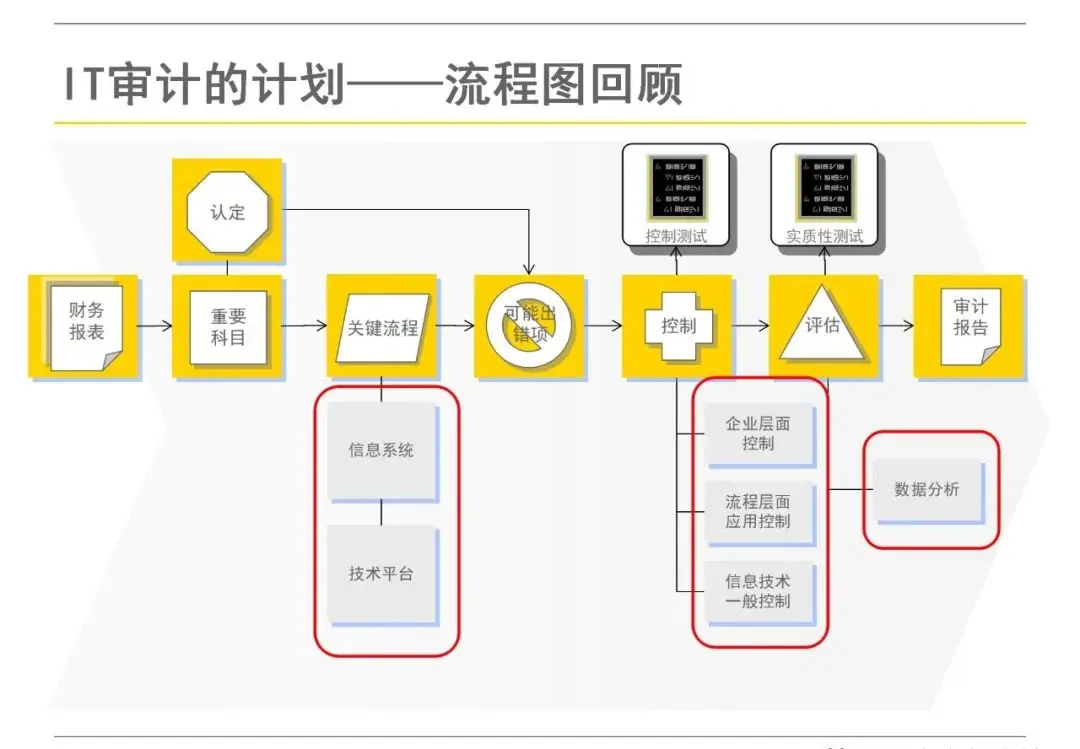 IT审计的计划——流程图回顾
认定
控制测试
实质性测试
财务
报表
重要
科目
关键流程
可能出
错项
控制
评估
审计
报告
信息系统
技术平台
企业层面
控制
流程层面
应用控制
信息技术
一般控制
数据分析